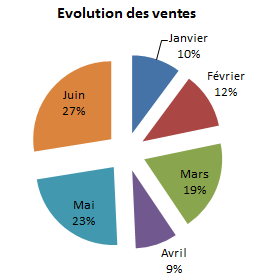 Evolution des ventes
Janvier
10%
Février
12%
Mars
19%
Avril
9%
Mai
23%
Juin
27%